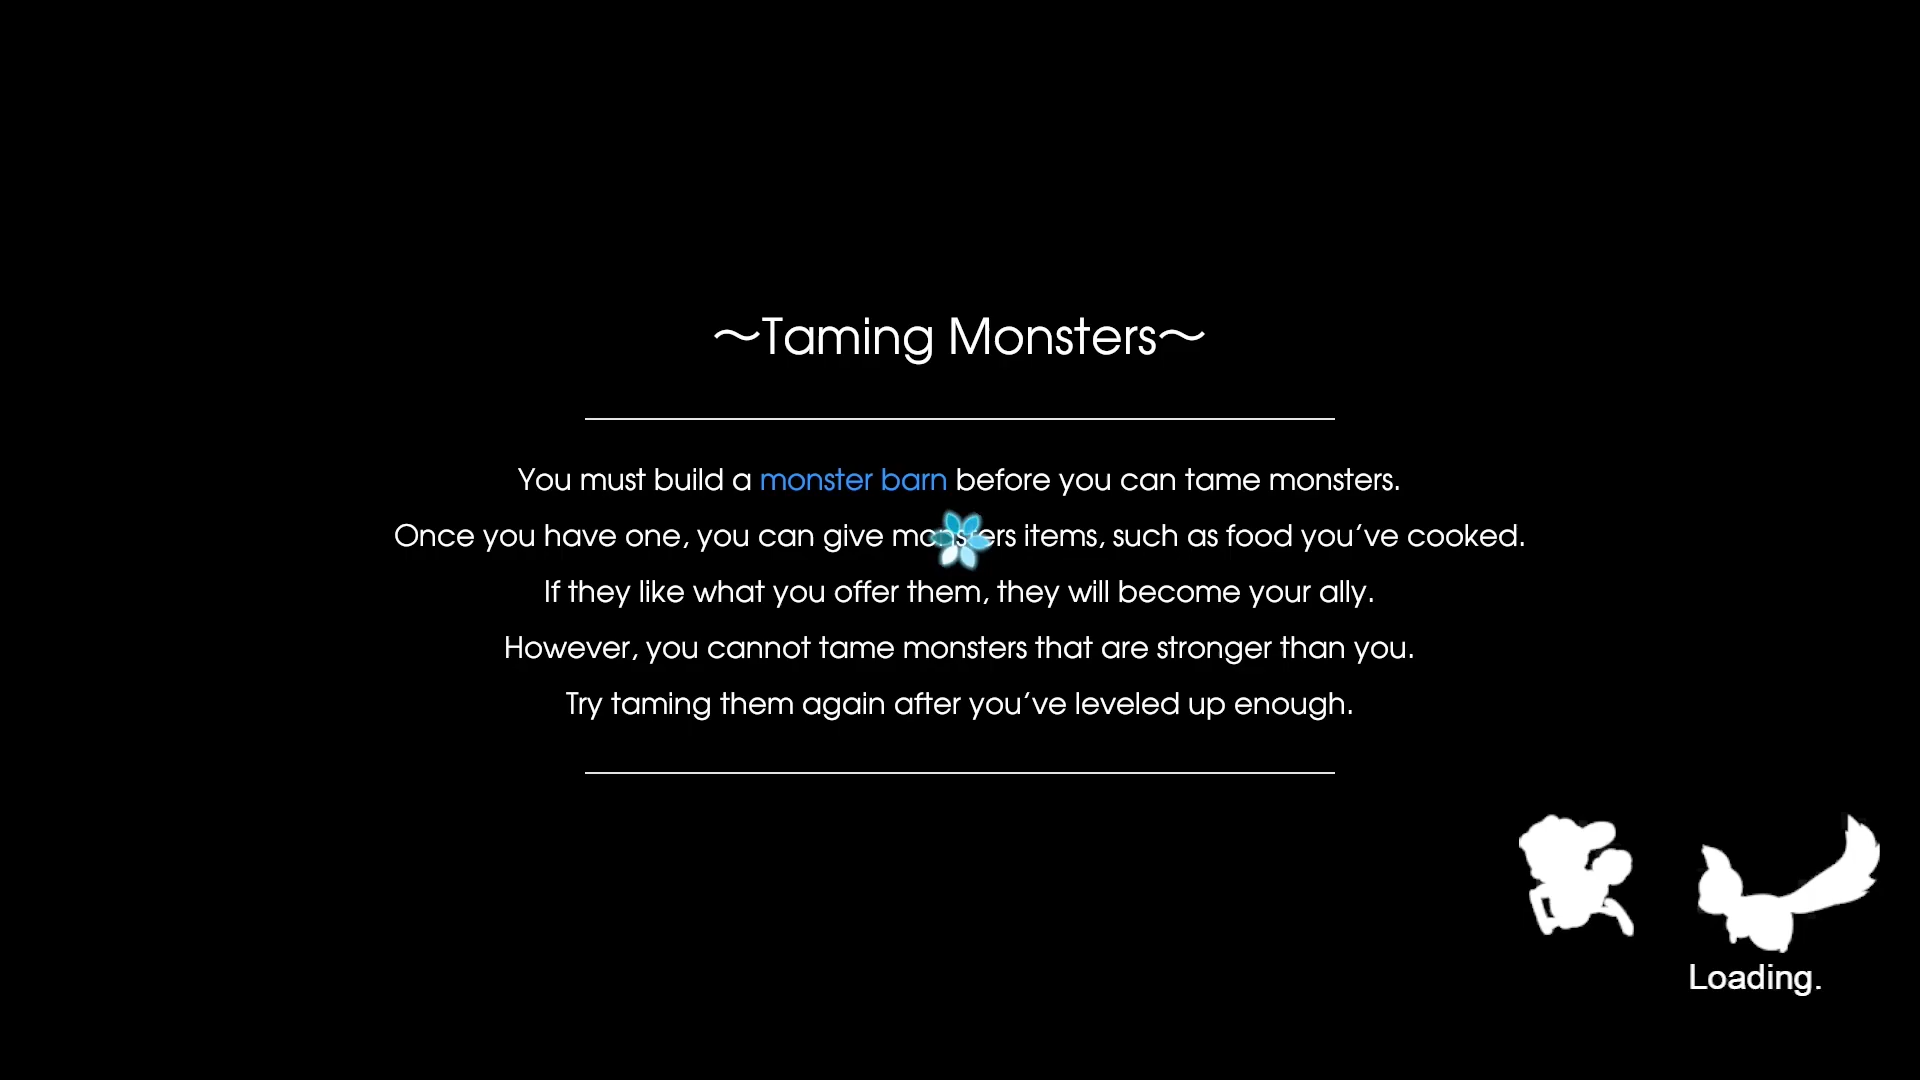 ～Taming Monsters～
You must build a monster barn before you can tame monsters.
Once you have one, you can give monsters items, such as food you’ve cooked.
If they like what you offer them, they will become your ally.
However, you cannot tame monsters that are stronger than you.
Try taming them again after you’ve leveled up enough.
Loading.